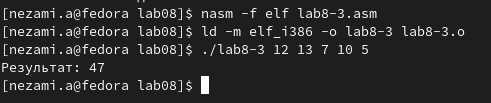 [nezami.a@fedora lab08]$ nasm -f elf lab8-3.asm
[nezami.a@fedora lab08]$ ld -m elf_i386 -o lab8-3 lab8-3.o
[nezami.a@fedora lab08]$ ./lab8-3 12 13 7 10 5
Результат: 47
[nezami.a@fedora lab08]$